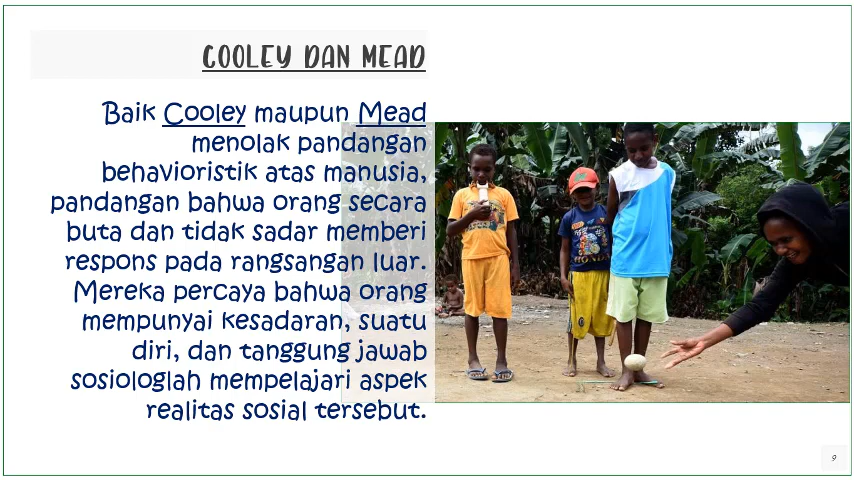 COOLEY DAN MEAD
Baik Cooley maupun Mead
menolak pandangan
behavioristik atas manusia,
pandangan bahwa orang secara
buta dan tidak sadar memberi
respons pada rangsangan luar.
Mereka percaya bahwa orang
mempunyai kesadaran, suatu
diri, dan tanggung jawab
sosiologlah mempelajari aspek
realitas sosial tersebut.
9